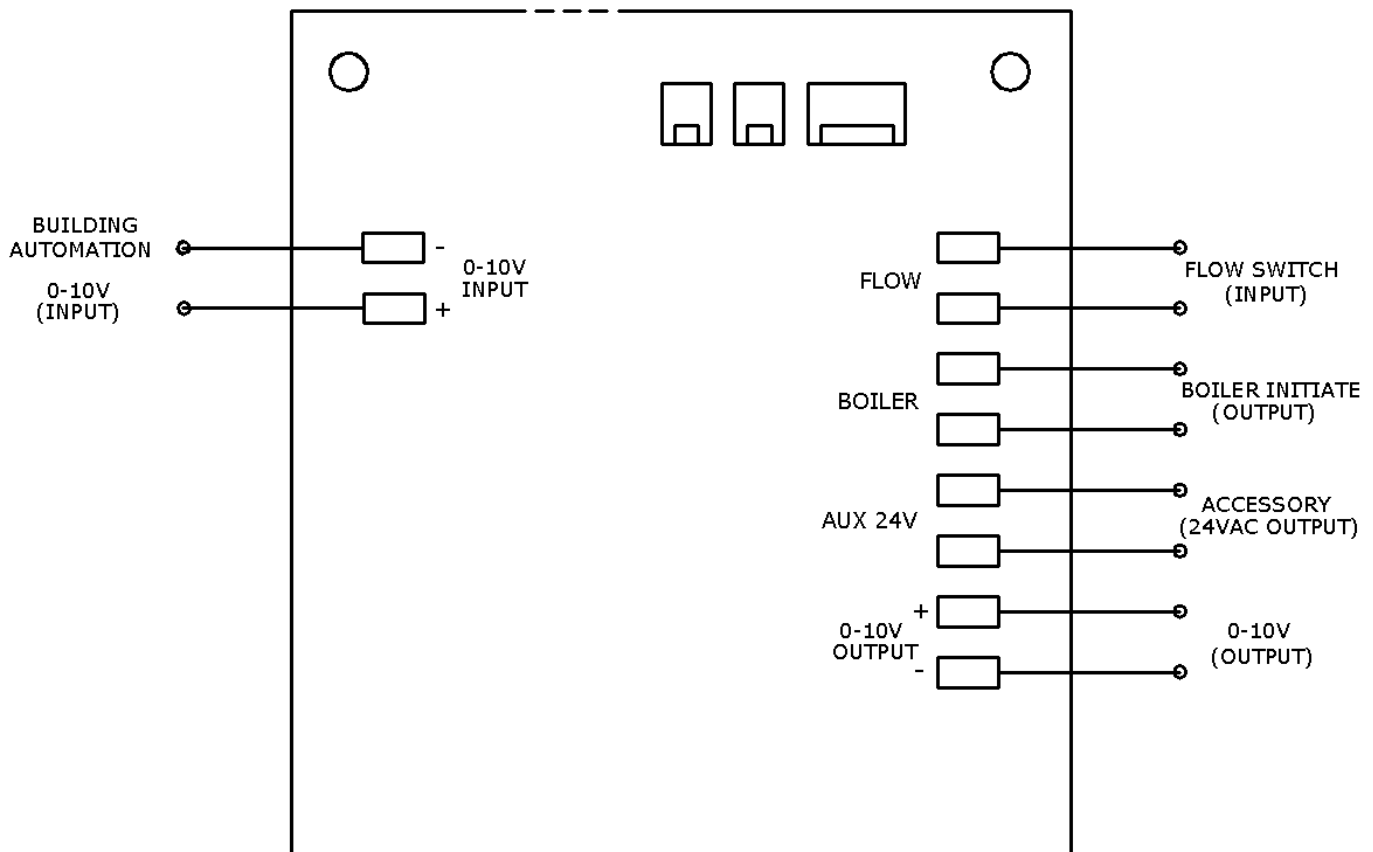 BUILDING
AUTOMATION
0-10V
(INPUT)
-
+
0-10V
INPUT
FLOW
FLOW SWITCH
(INPUT)
BOILER
BOILER INITIATE
(OUTPUT)
AUX 24V
ACCESSORY
(24VAC OUTPUT)
+
0-10V
OUTPUT
-
0-10V
(OUTPUT)